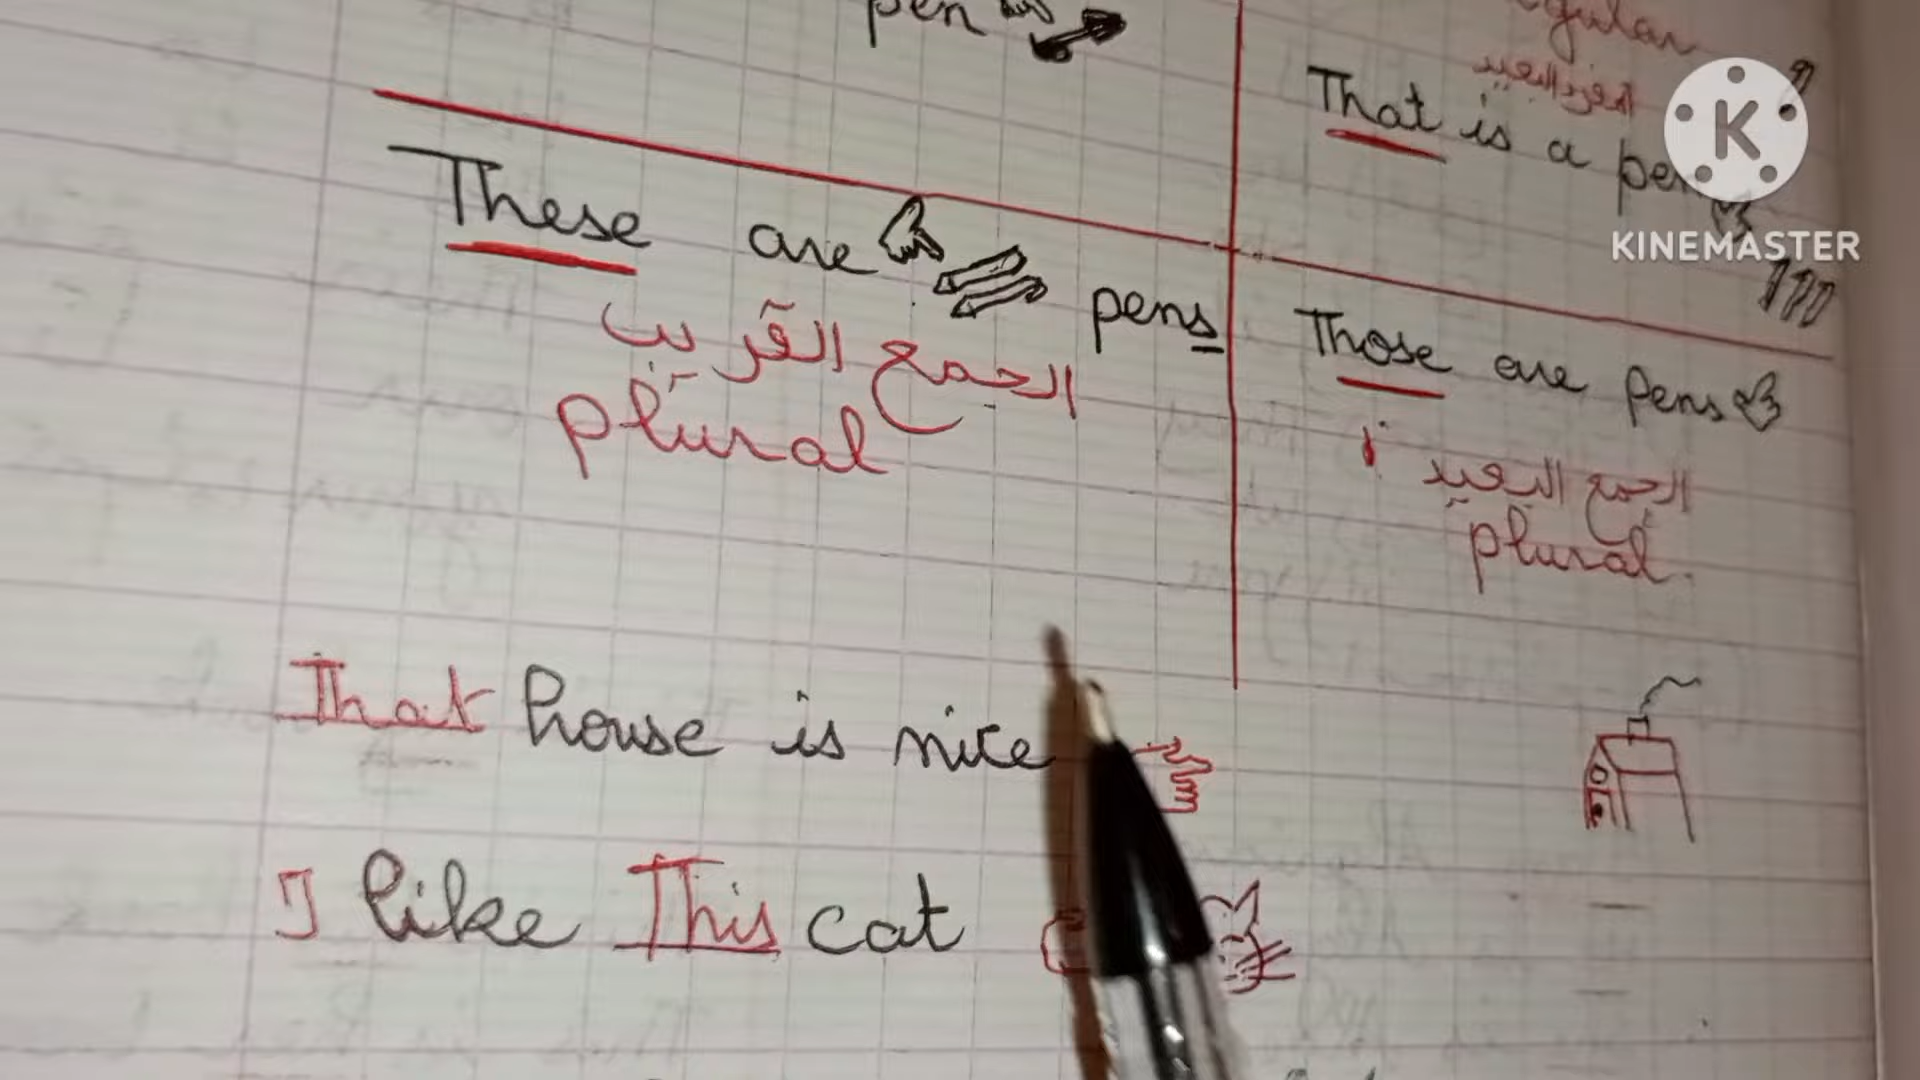 pen
That is a
المفرد البعيد
KINEMASTER
These are pens
الجمع القريب
plural
Those are pens
الجمع البعيد
plural.
That house is nice
I like This cat